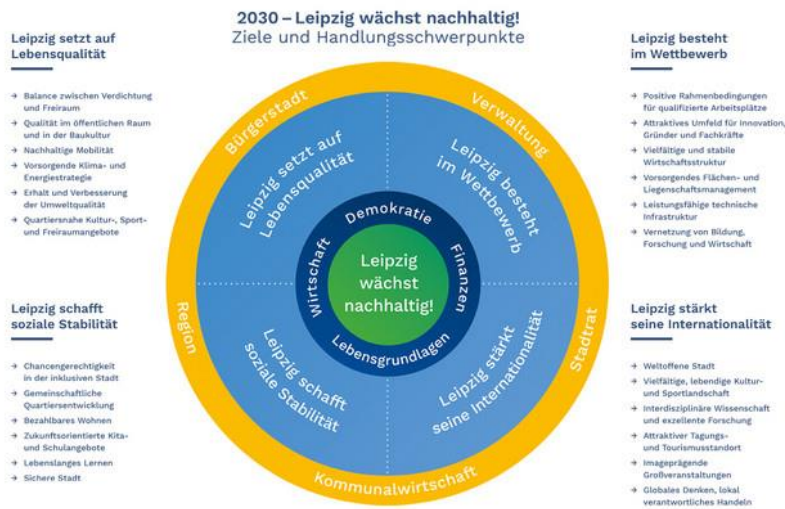 2030 – Leipzig wächst nachhaltig!
Ziele und Handlungsschwerpunkte
Leipzig setzt auf
Lebensqualität
→ Balance zwischen Verdichtung
und Freiraum
→ Qualität im öffentlichen Raum
und in der Baukultur
→ Nachhaltige Mobilität
→ Vorsorgende Klima- und
Energiestrategie
→ Erhalt und Verbesserung
der Umweltqualität
→ Quartiersnahe Kultur-, Sport-
und Freiraumangebote
Leipzig besteht
im Wettbewerb
→ Positive Rahmenbedingungen
für qualifizierte Arbeitsplätze
→ Attraktives Umfeld für Innovation,
Gründer und Fachkräfte
→ Vielfältige und stabile
Wirtschaftsstruktur
→ Vorsorgendes Flächen- und
Liegenschaftsmanagement
→ Leistungsfähige technische
Infrastruktur
→ Vernetzung von Bildung,
Forschung und Wirtschaft
Bürgerstadt
Verwaltung
Leipzig setzt auf
Lebensqualität
Leipzig besteht
im Wettbewerb
Demokratie
Wirtschaft
Finanzen
Leipzig
wächst
nachhaltig!
Lebensgrundlagen
Region
Stadtrat
Leipzig schafft
soziale Stabilität
Leipzig stärkt
seine Internationalität
Kommunalwirtschaft
Leipzig schafft
soziale Stabilität
→ Chancengerechtigkeit
in der inklusiven Stadt
→ Gemeinschaftliche
Quartiersentwicklung
→ Bezahlbares Wohnen
→ Zukunftsorientierte Kita-
und Schulangebote
→ Lebenslanges Lernen
→ Sichere Stadt
Leipzig stärkt
seine Internationalität
→ Weltoffene Stadt
→ Vielfältige, lebendige Kultur-
und Sportlandschaft
→ Interdisziplinäre Wissenschaft
und exzellente Forschung
→ Attraktiver Tagungs-
und Tourismusstandort
→ Imageprägende
Großveranstaltungen
→ Globales Denken, lokal
verantwortliches Handeln